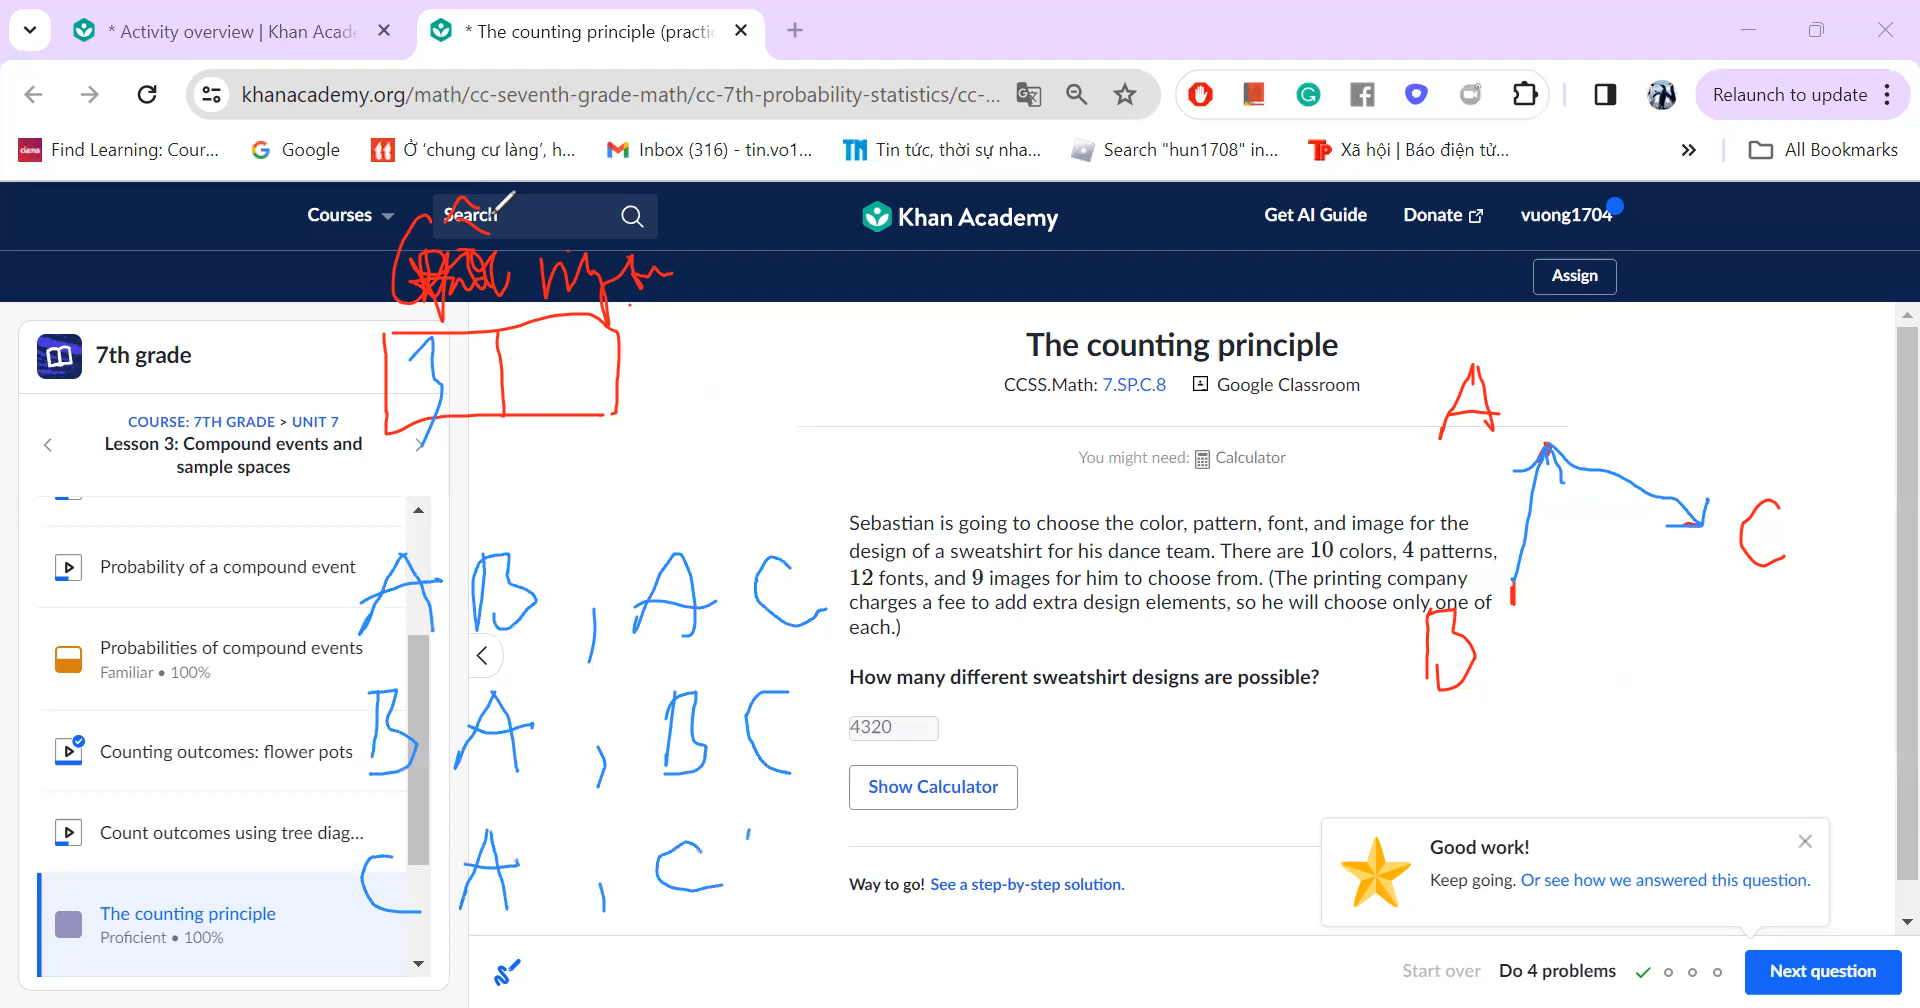 * Activity overview | Khan Acade
* The counting principle (practic
khanacademy.org/math/cc-seventh-grade-math/cc-7th-probability-statistics/cc-...
Relaunch to update
Find Learning: Cour...
Google
Ở 'chung cư làng', h...
Inbox (316) - tin.vo1...
Tin tức, thời sự nha...
Search "hun1708" in...
Xã hội | Báo điện tử...
All Bookmarks
Courses
Search
Khan Academy
Get AI Guide
Donate
vuong1704
Assign
7th grade
COURSE: 7TH GRADE > UNIT 7
Lesson 3: Compound events and
sample spaces
Probability of a compound event
Probabilities of compound events
Familiar • 100%
Counting outcomes: flower pots
Count outcomes using tree diag...
The counting principle
Proficient • 100%
3
A B , A C
B A , B C
C A , C
The counting principle
CCSS.Math: 7.SP.C.8 Google Classroom
You might need: Calculator
Sebastian is going to choose the color, pattern, font, and image for the
design of a sweatshirt for his dance team. There are 10 colors, 4 patterns,
12 fonts, and 9 images for him to choose from. (The printing company
charges a fee to add extra design elements, so he will choose only one of
each.)
How many different sweatshirt designs are possible?
4320
Show Calculator
Way to go! See a step-by-step solution.
A
C
B
Good work!
Keep going. Or see how we answered this question.
Start over
Do 4 problems
Next question